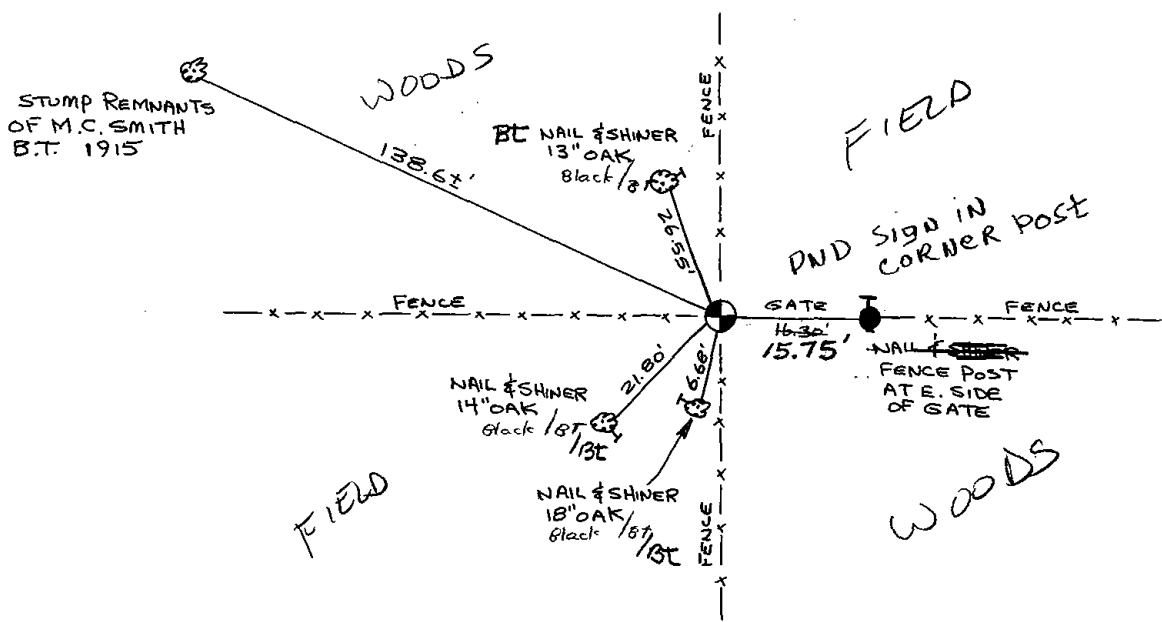 WOODS
FENCE
FIELD
STUMP REMNANTS
OF M.C. SMITH
B.T. 1915
138.6±'
Bt NAIL & SHINER
13" OAK
Black / BT
26.55'
PND Sign in
CORNER Post
FENCE
GATE
16.30'
15.75'
FENCE
NAIL &
FENCE POST
AT E. SIDE
OF GATE
21.80'
6.68'
NAIL & SHINER
14" OAK
Black / BT
/Bt
NAIL & SHINER
18" OAK
Black / Bt
/Bt
FENCE
FIELD
WOODS